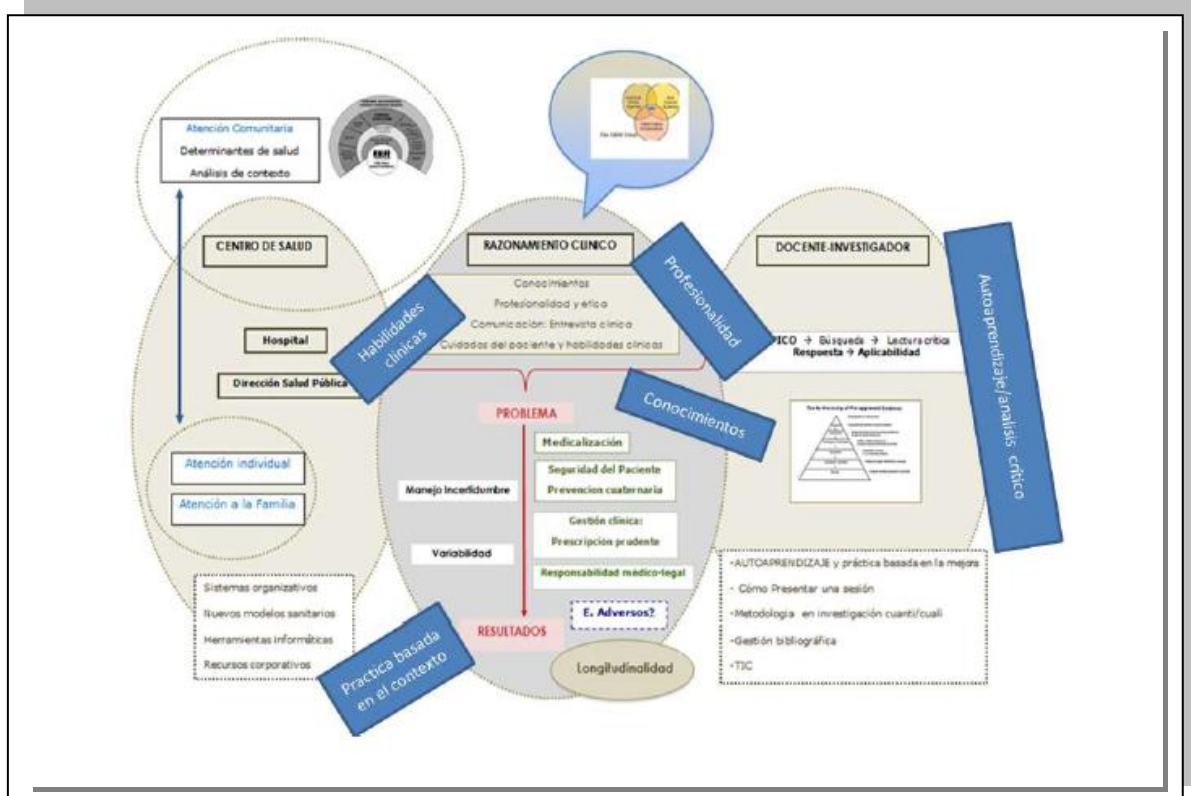 Atención Comunitaria
Determinantes de salud
Análisis de contexto
CENTRO DE SALUD
Hospital
Dirección Salud Pública
Atención individual
Atención a la Familia
Sistemas organizativos
Nuevos modelos sanitarios
Herramientas informáticas
Recursos corporativos
RAZONAMIENTO CLINICO
Conocimientos
Profesionalidad y etica
Comunicación: Entrevista clinica
Cuidados del paciente y habilidades clinicas
Habilidades
clinicas
Profesionalidad
Conocimientos
PROBLEMA
Medicalización
Seguridad del Paciente
Prevencion cuaternaria
Manejo Incertidumbre
Gestión clínica:
Prescripción prudente
Variabilidad
Responsabilidad médico-legal
E. Adversos?
RESULTADOS
Longitudinalidad
Practica basada
en el contexto
DOCENTE-INVESTIGADOR
PICO → Búsqueda → Lectura crítica
Respuesta → Aplicabilidad
Autoaprendizaje/analisis critico
-AUTOAPRENDIZAJE y práctica basada en la mejora
- Cómo Presentar una sesión
-Metodologia en investigación cuanti/cuali
-Gestión bibliográfica
-TIC